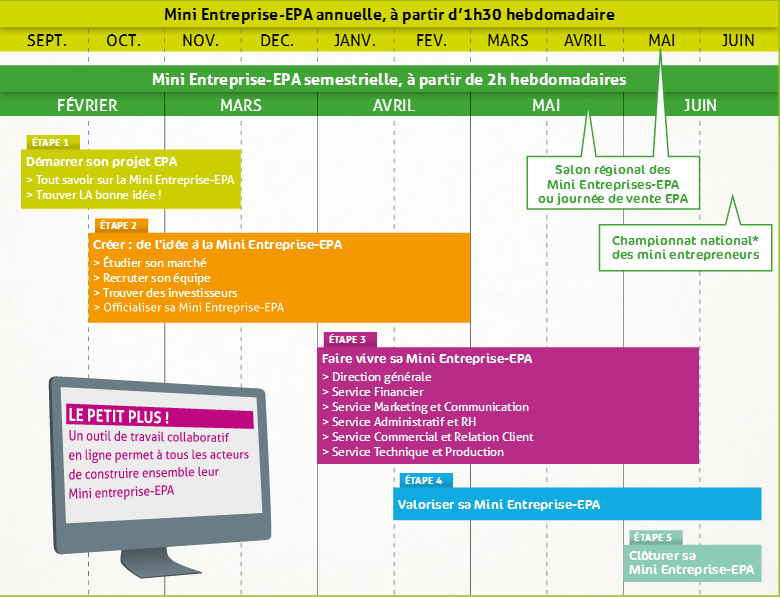 Mini Entreprise-EPA annuelle, à partir d'1h30 hebdomadaire
SEPT. OCT. NOV. DEC. JANV. FEV. MARS AVRIL MAI JUIN
Mini Entreprise-EPA semestrielle, à partir de 2h hebdomadaires
FÉVRIER MARS AVRIL MAI JUIN
ÉTAPE 1
Démarrer son projet EPA
> Tout savoir sur la Mini Entreprise-EPA
> Trouver LA bonne idée !
Salon régional des
Mini Entreprises-EPA
ou journée de vente EPA
Championnat national*
des mini entrepreneurs
ÉTAPE 2
Créer : de l'idée à la Mini Entreprise-EPA
> Étudier son marché
> Recruter son équipe
> Trouver des investisseurs
> Officialiser sa Mini Entreprise-EPA
ÉTAPE 3
Faire vivre sa Mini Entreprise-EPA
> Direction générale
> Service Financier
> Service Marketing et Communication
> Service Administratif et RH
> Service Commercial et Relation Client
> Service Technique et Production
LE PETIT PLUS !
Un outil de travail collaboratif
en ligne permet à tous les acteurs
de construire ensemble leur
Mini entreprise-EPA
ÉTAPE 4
Valoriser sa Mini Entreprise-EPA
ÉTAPE 5
Clôturer sa
Mini Entreprise-EPA